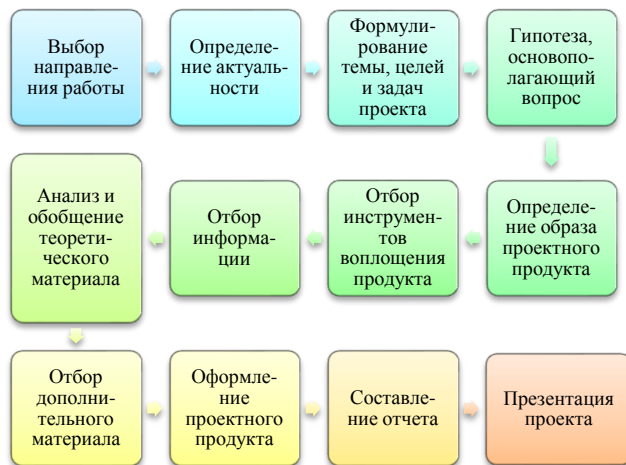 Выбор
направле-
ния работы
Определе-
ние актуаль-
ности
Формули-
рование
темы, целей
и задач
проекта
Гипотеза,
основопо-
лагающий
вопрос
Определе-
ние образа
проектного
продукта
Отбор
инструмен-
тов
воплощения
продукта
Отбор
информа-
ции
Анализ и
обобщение
теорети-
ческого
материала
Отбор
дополни-
тельного
материала
Оформле-
ние
проектного
продукта
Составле-
ние отчета
Презентация
проекта